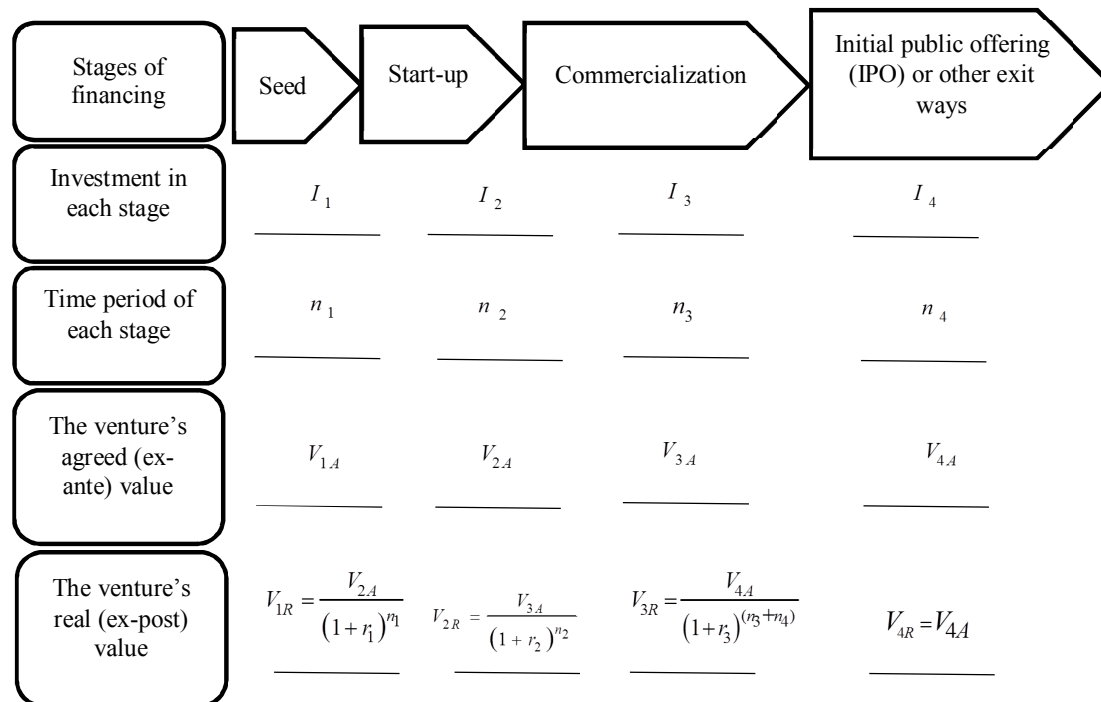 Stages of
financing
Seed
Start-up
Commercialization
Initial public offering
(IPO) or other exit
ways
Investment in
each stage
I₁
I₂
I₃
I₄
Time period of
each stage
n₁
n₂
n₃
n₄
The venture’s
agreed (ex-
ante) value
V₁A
V₂A
V₃A
V₄A
The venture’s
real (ex-post)
value
V₁R = V₂A / (1 + r₁)^n₁
V₂R = V₃A / (1 + r₂)^n₂
V₃R = V₄A / (1 + r₃)^(n₃ + n₄)
V₄R = V₄A